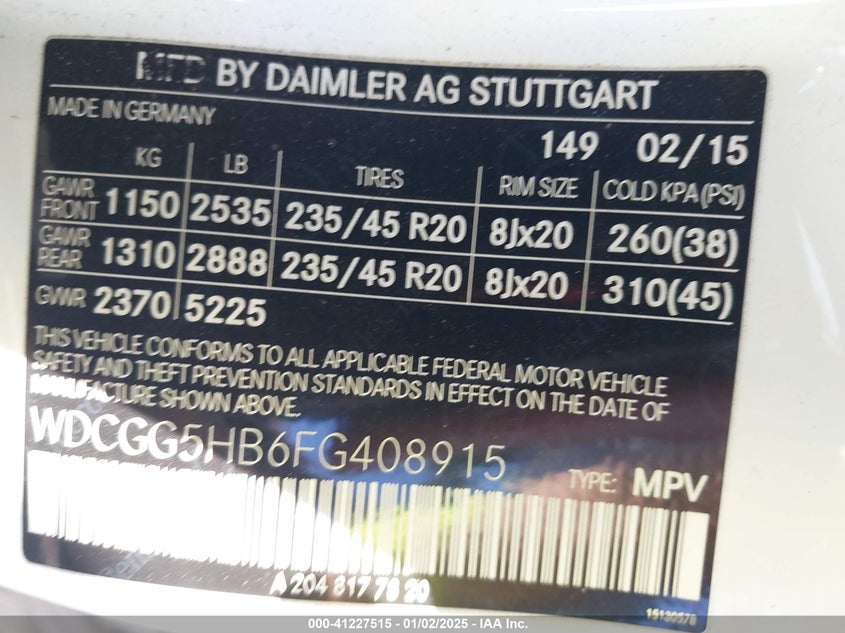 MFD BY DAIMLER AG STUTTGART
MADE IN GERMANY
149 02/15
KG LB TIRES RIM SIZE COLD KPA (PSI)
GAWR FRONT 1150 2535 235/45 R20 8Jx20 260(38)
GAWR REAR 1310 2888 235/45 R20 8Jx20 310(45)
GVWR 2370 5225
THIS VEHICLE CONFORMS TO ALL APPLICABLE FEDERAL MOTOR VEHICLE
SAFETY AND THEFT PREVENTION STANDARDS IN EFFECT ON THE DATE OF
MANUFACTURE SHOWN ABOVE.
WDCGG5HB6FG408915
TYPE: MPV
A 204 817 78 20
15130578
000-41227515 - 01/02/2025 - IAA Inc.